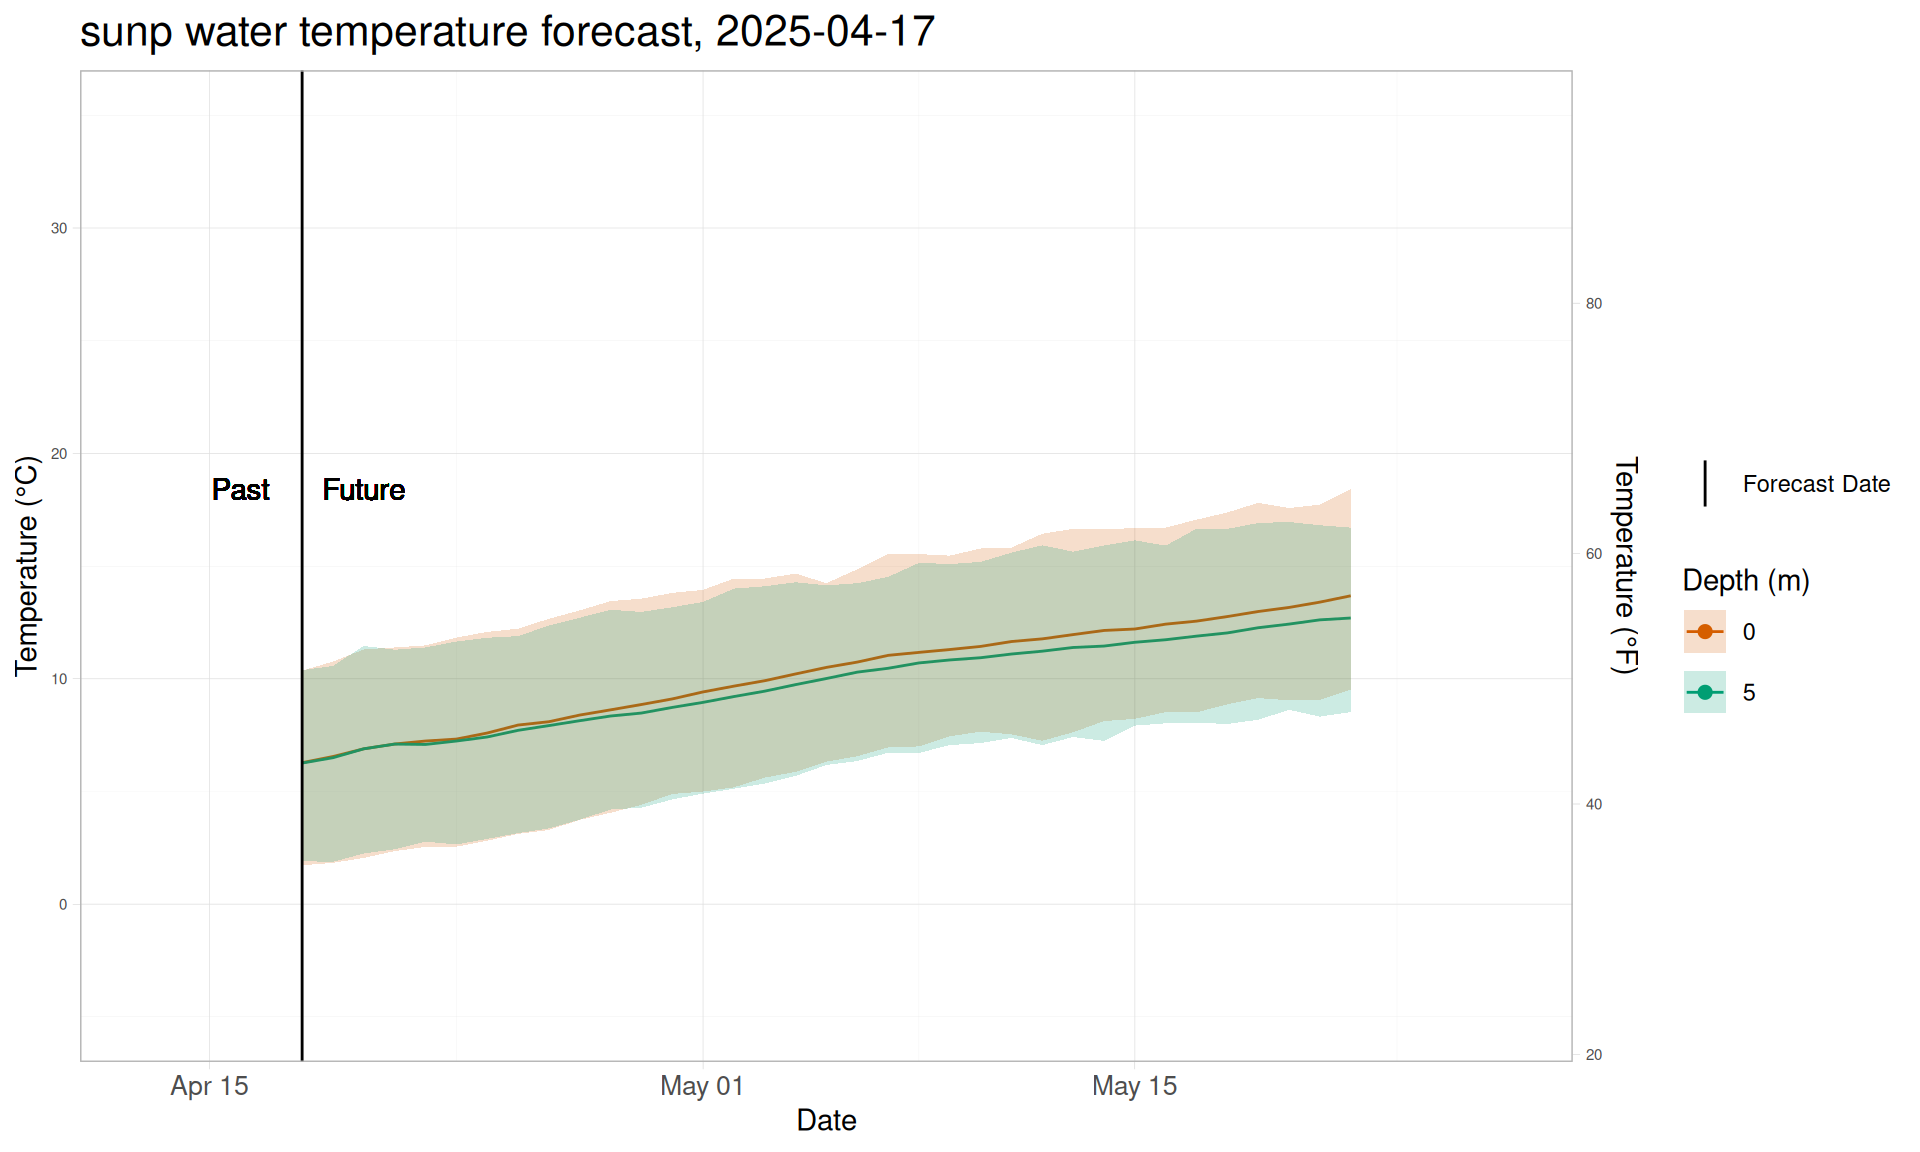 sunp water temperature forecast, 2025-04-17
Temperature (°C)
30
20
10
0
Past
Future
80
60
40
20
Temperature (°F)
Apr 15
May 01
May 15
Date
Forecast Date
Depth (m)
0
5